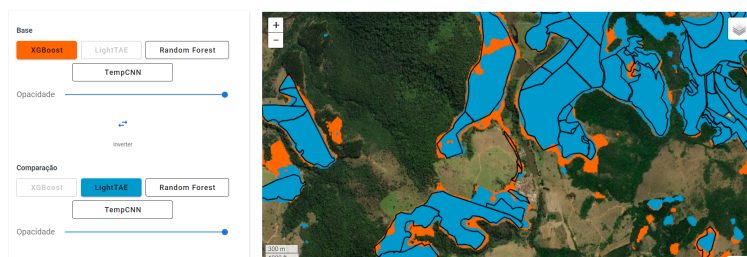 Base
XGBoost LightTAE Random Forest
TempCNN
Opacidade
Inverter
Comparação
XGBoost LightTAE Random Forest
TempCNN
Opacidade
+
−
300 m